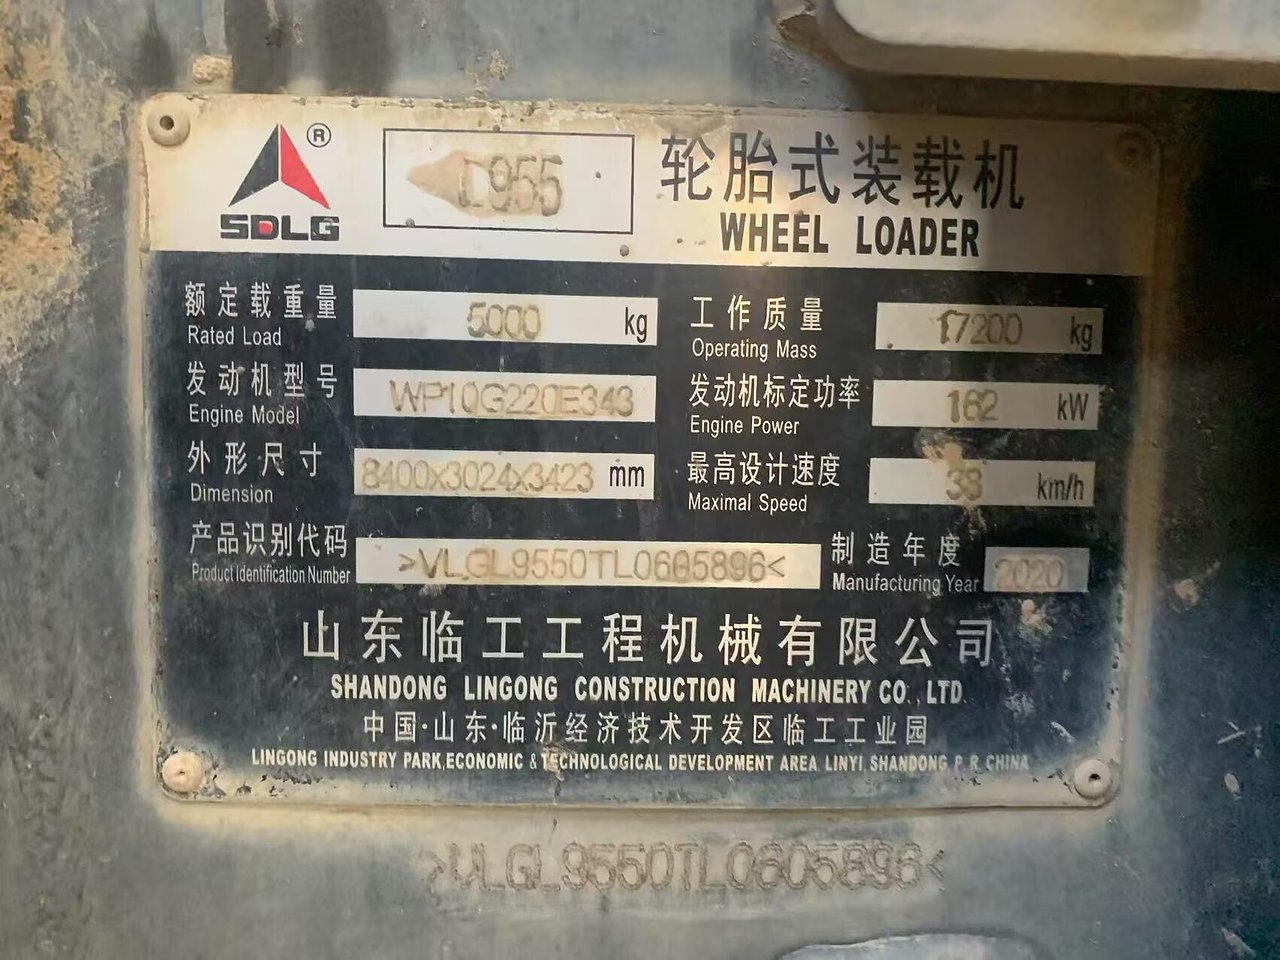 ®
SDLG
L955
轮胎式装载机
WHEEL LOADER
额定载重量 5000 kg
Rated Load
工作质量 17200 kg
Operating Mass
发动机型号 WP10G220E343
Engine Model
发动机标定功率 162 kW
Engine Power
外形尺寸 8400x3024x3423 mm
Dimension
最高设计速度 38 km/h
Maximal Speed
产品识别代码 >VLGL9550TL0605896<
Product Identification Number
制造年度 2020
Manufacturing Year
山东临工工程机械有限公司
SHANDONG LINGONG CONSTRUCTION MACHINERY CO.,LTD.
中国·山东·临沂经济技术开发区临工工业园
LINGONG INDUSTRY PARK,ECONOMIC & TECHNOLOGICAL DEVELOPMENT AREA LINYI SHANDONG P.R.CHINA
>VLGL9550TL0605896<